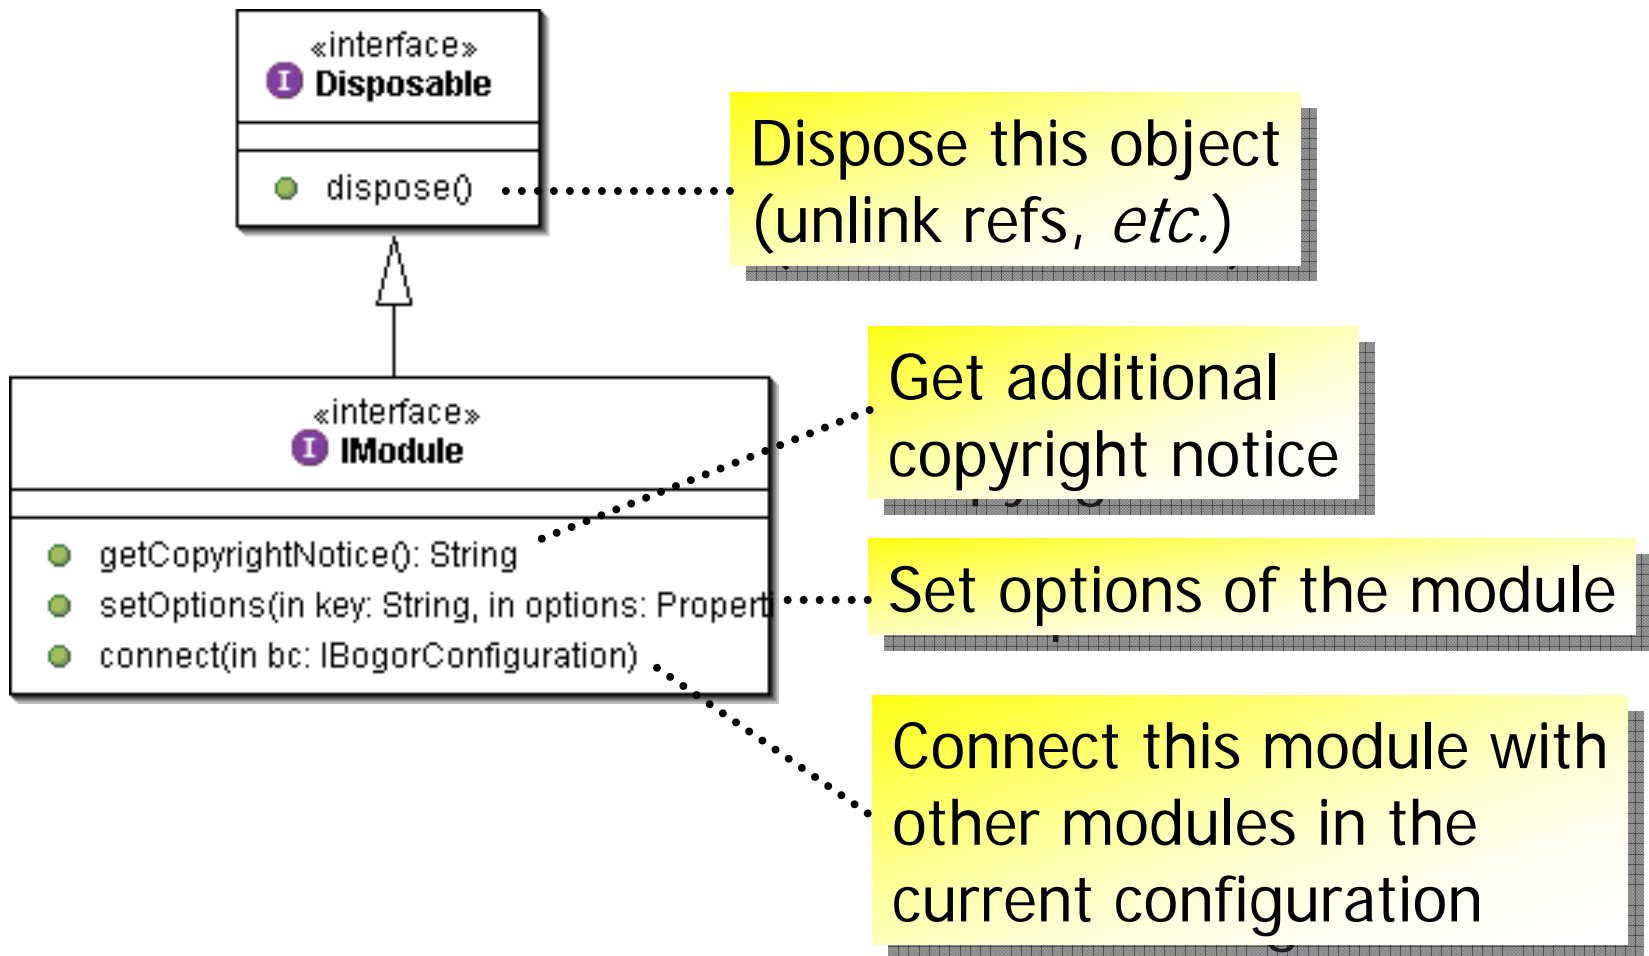 «interface»
I Disposable
dispose()
Dispose this object
(unlink refs, etc.)
«interface»
I IModule
getCopyrightNotice(): String
setOptions(in key: String, in options: Properti
connect(in bc: IBogorConfiguration)
Get additional
copyright notice
Set options of the module
Connect this module with
other modules in the
current configuration